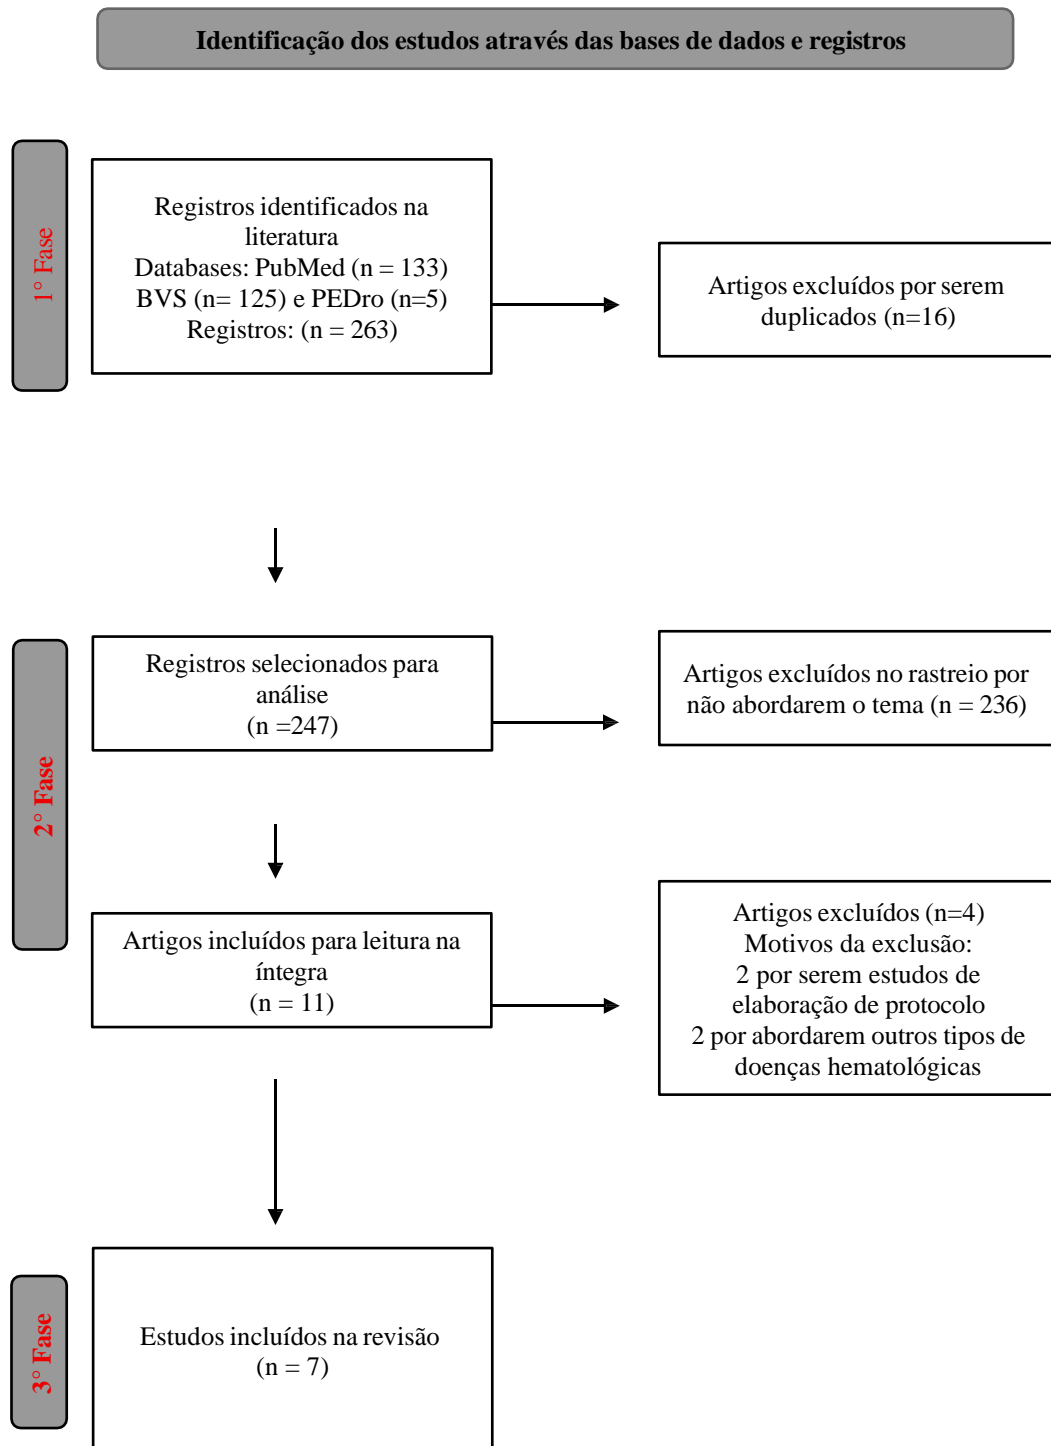 Identificação dos estudos através das bases de dados e registros
1° Fase
Registros identificados na
literatura
Databases: PubMed (n = 133)
BVS (n= 125) e PEDro (n=5)
Registros: (n = 263)
Artigos excluídos por serem
duplicados (n=16)
2° Fase
Registros selecionados para
análise
(n =247)
Artigos excluídos no rastreio por
não abordarem o tema (n = 236)
Artigos incluídos para leitura na
íntegra
(n = 11)
Artigos excluídos (n=4)
Motivos da exclusão:
2 por serem estudos de
elaboração de protocolo
2 por abordarem outros tipos de
doenças hematológicas
3° Fase
Estudos incluídos na revisão
(n = 7)